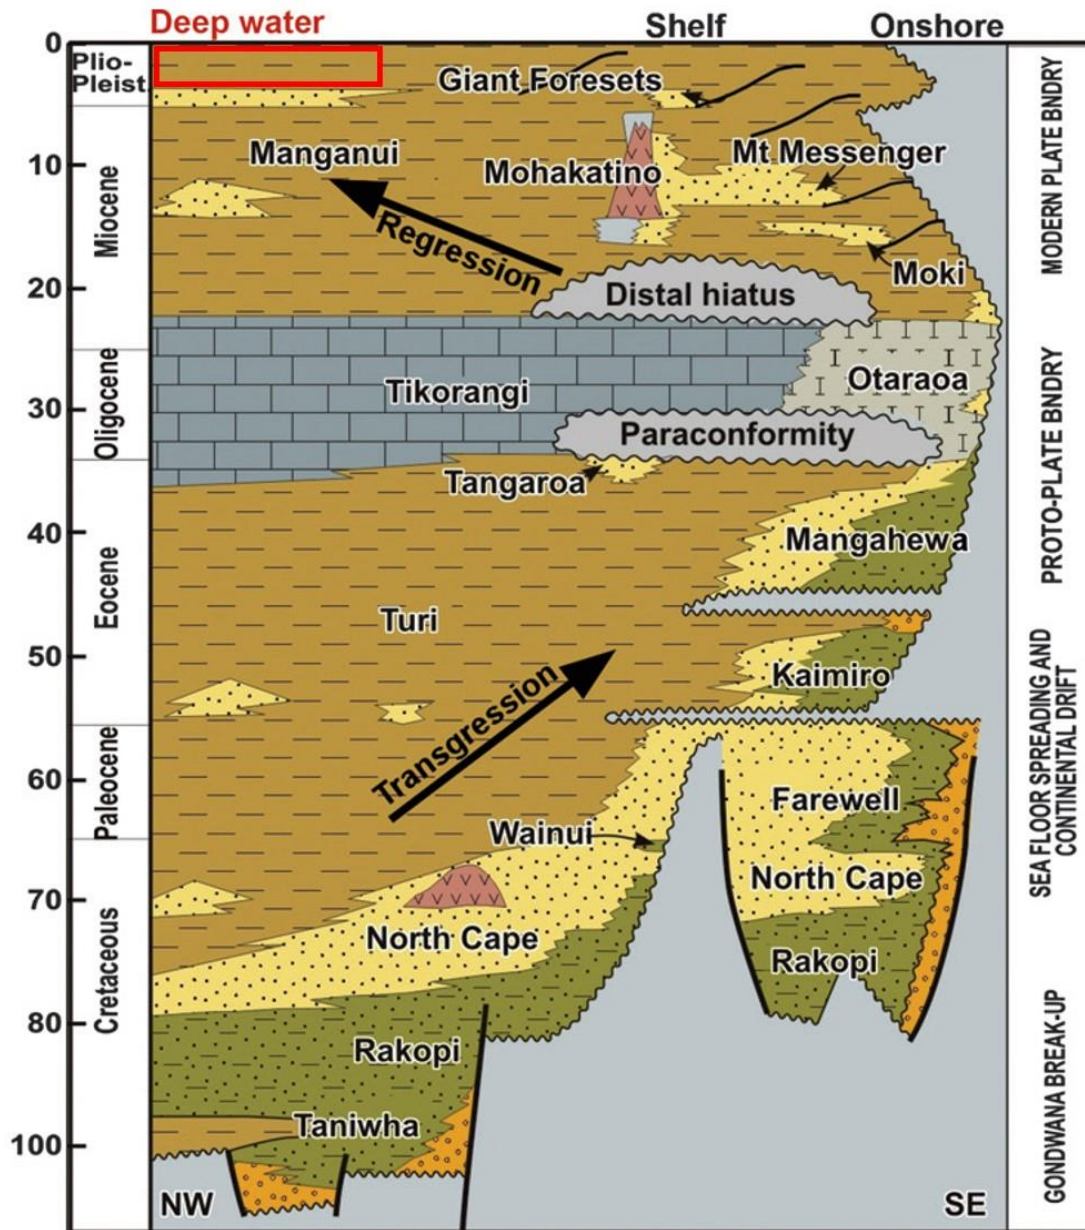 Deep water
Shelf
Onshore
0
10
20
30
40
50
60
70
80
100
Plio-
Pleist.
Miocene
Oligocene
Eocene
Paleocene
Cretaceous
Giant Foresets
Manganui
Mohakatino
Mt Messenger
Regression
Moki
Distal hiatus
Tikorangi
Otaraoa
Paraconformity
Tangaroa
Mangahewa
Turi
Kaimiro
Transgression
Farewell
Wainui
North Cape
North Cape
Rakopi
Rakopi
Taniwha
NW
SE
MODERN PLATE BNDRY
PROTO-PLATE BNDRY
SEA FLOOR SPREADING AND
CONTINENTAL DRIFT
GONDWANA BREAK-UP